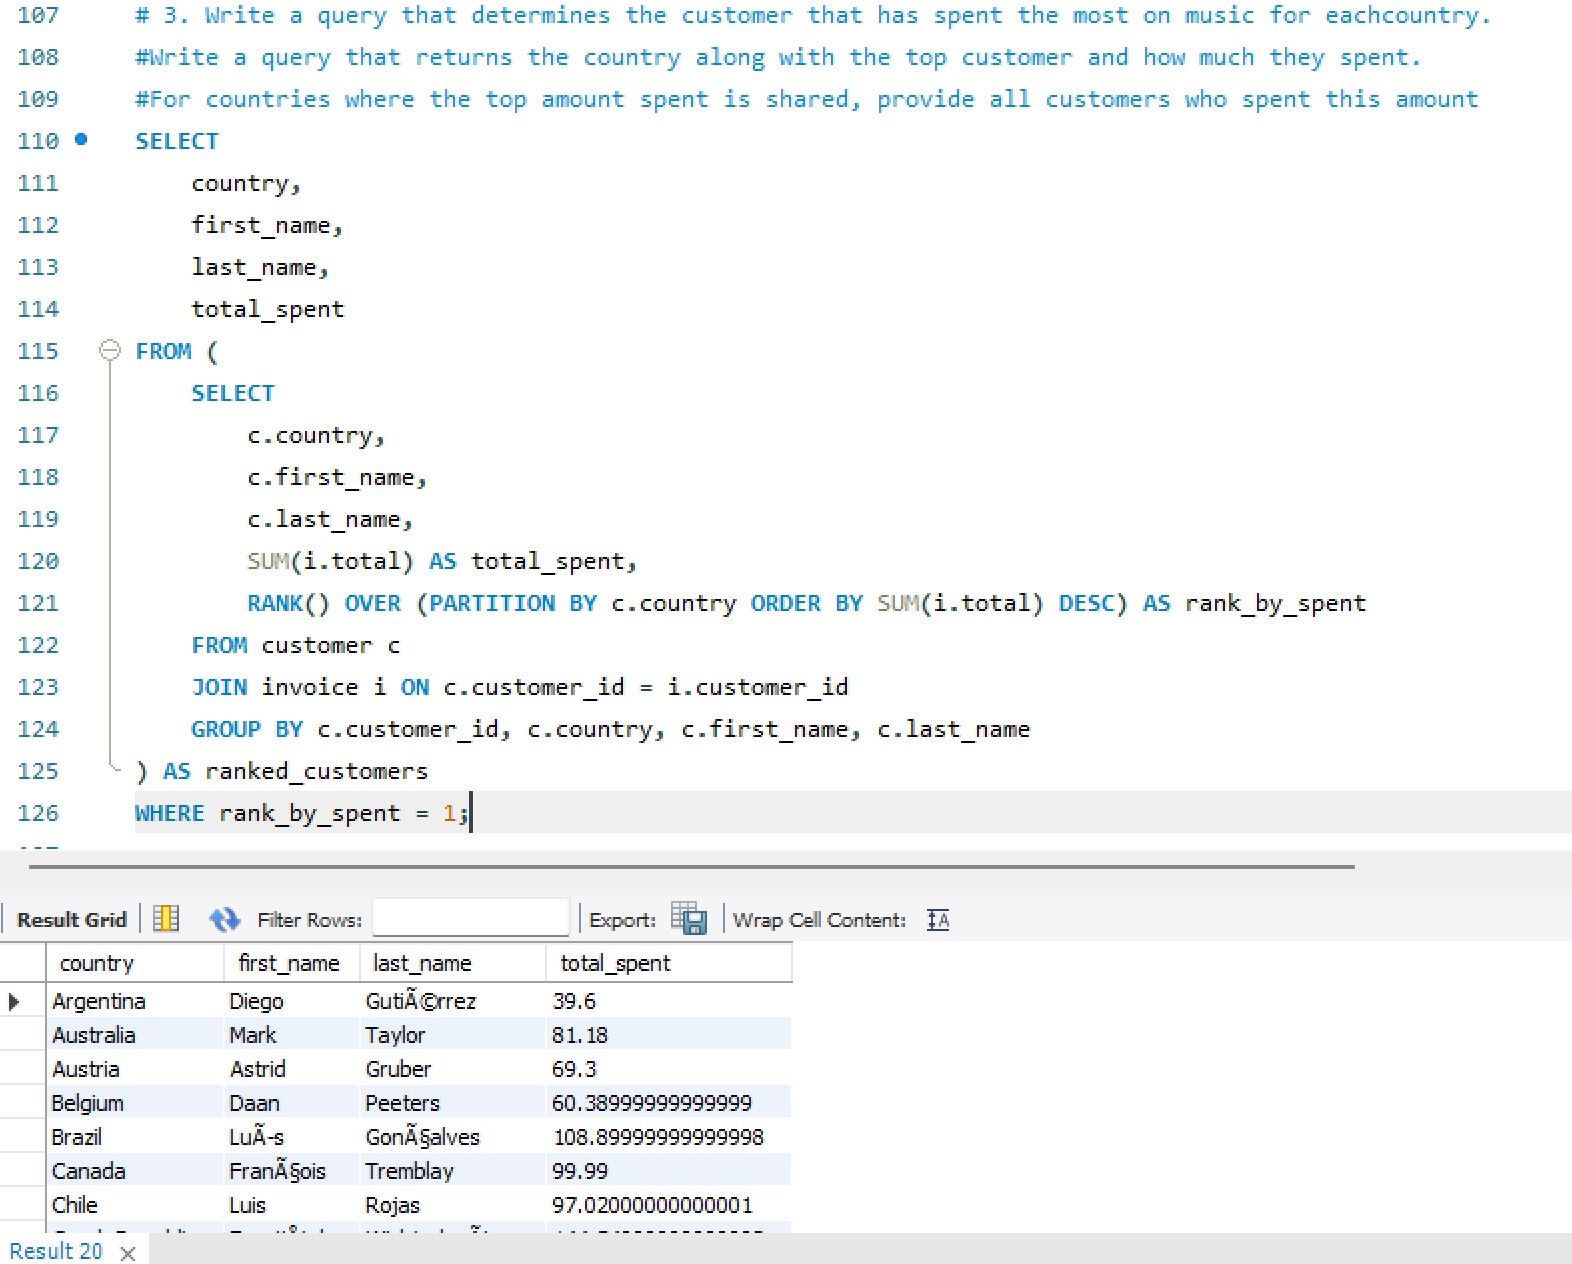 107 # 3. Write a query that determines the customer that has spent the most on music for eachcountry.
108 #Write a query that returns the country along with the top customer and how much they spent.
109 #For countries where the top amount spent is shared, provide all customers who spent this amount
110 SELECT
111 country,
112 first_name,
113 last_name,
114 total_spent
115 FROM (
116 SELECT
117 c.country,
118 c.first_name,
119 c.last_name,
120 SUM(i.total) AS total_spent,
121 RANK() OVER (PARTITION BY c.country ORDER BY SUM(i.total) DESC) AS rank_by_spent
122 FROM customer c
123 JOIN invoice i ON c.customer_id = i.customer_id
124 GROUP BY c.customer_id, c.country, c.first_name, c.last_name
125 ) AS ranked_customers
126 WHERE rank_by_spent = 1;
Result Grid Filter Rows: Export: Wrap Cell Content:
country first_name last_name total_spent
Argentina Diego GutiÃ©rrez 39.6
Australia Mark Taylor 81.18
Austria Astrid Gruber 69.3
Belgium Daan Peeters 60.38999999999999
Brazil LuÃ-s GonÃ§alves 108.89999999999998
Canada FranÃ§ois Tremblay 99.99
Chile Luis Rojas 97.02000000000001
Result 20